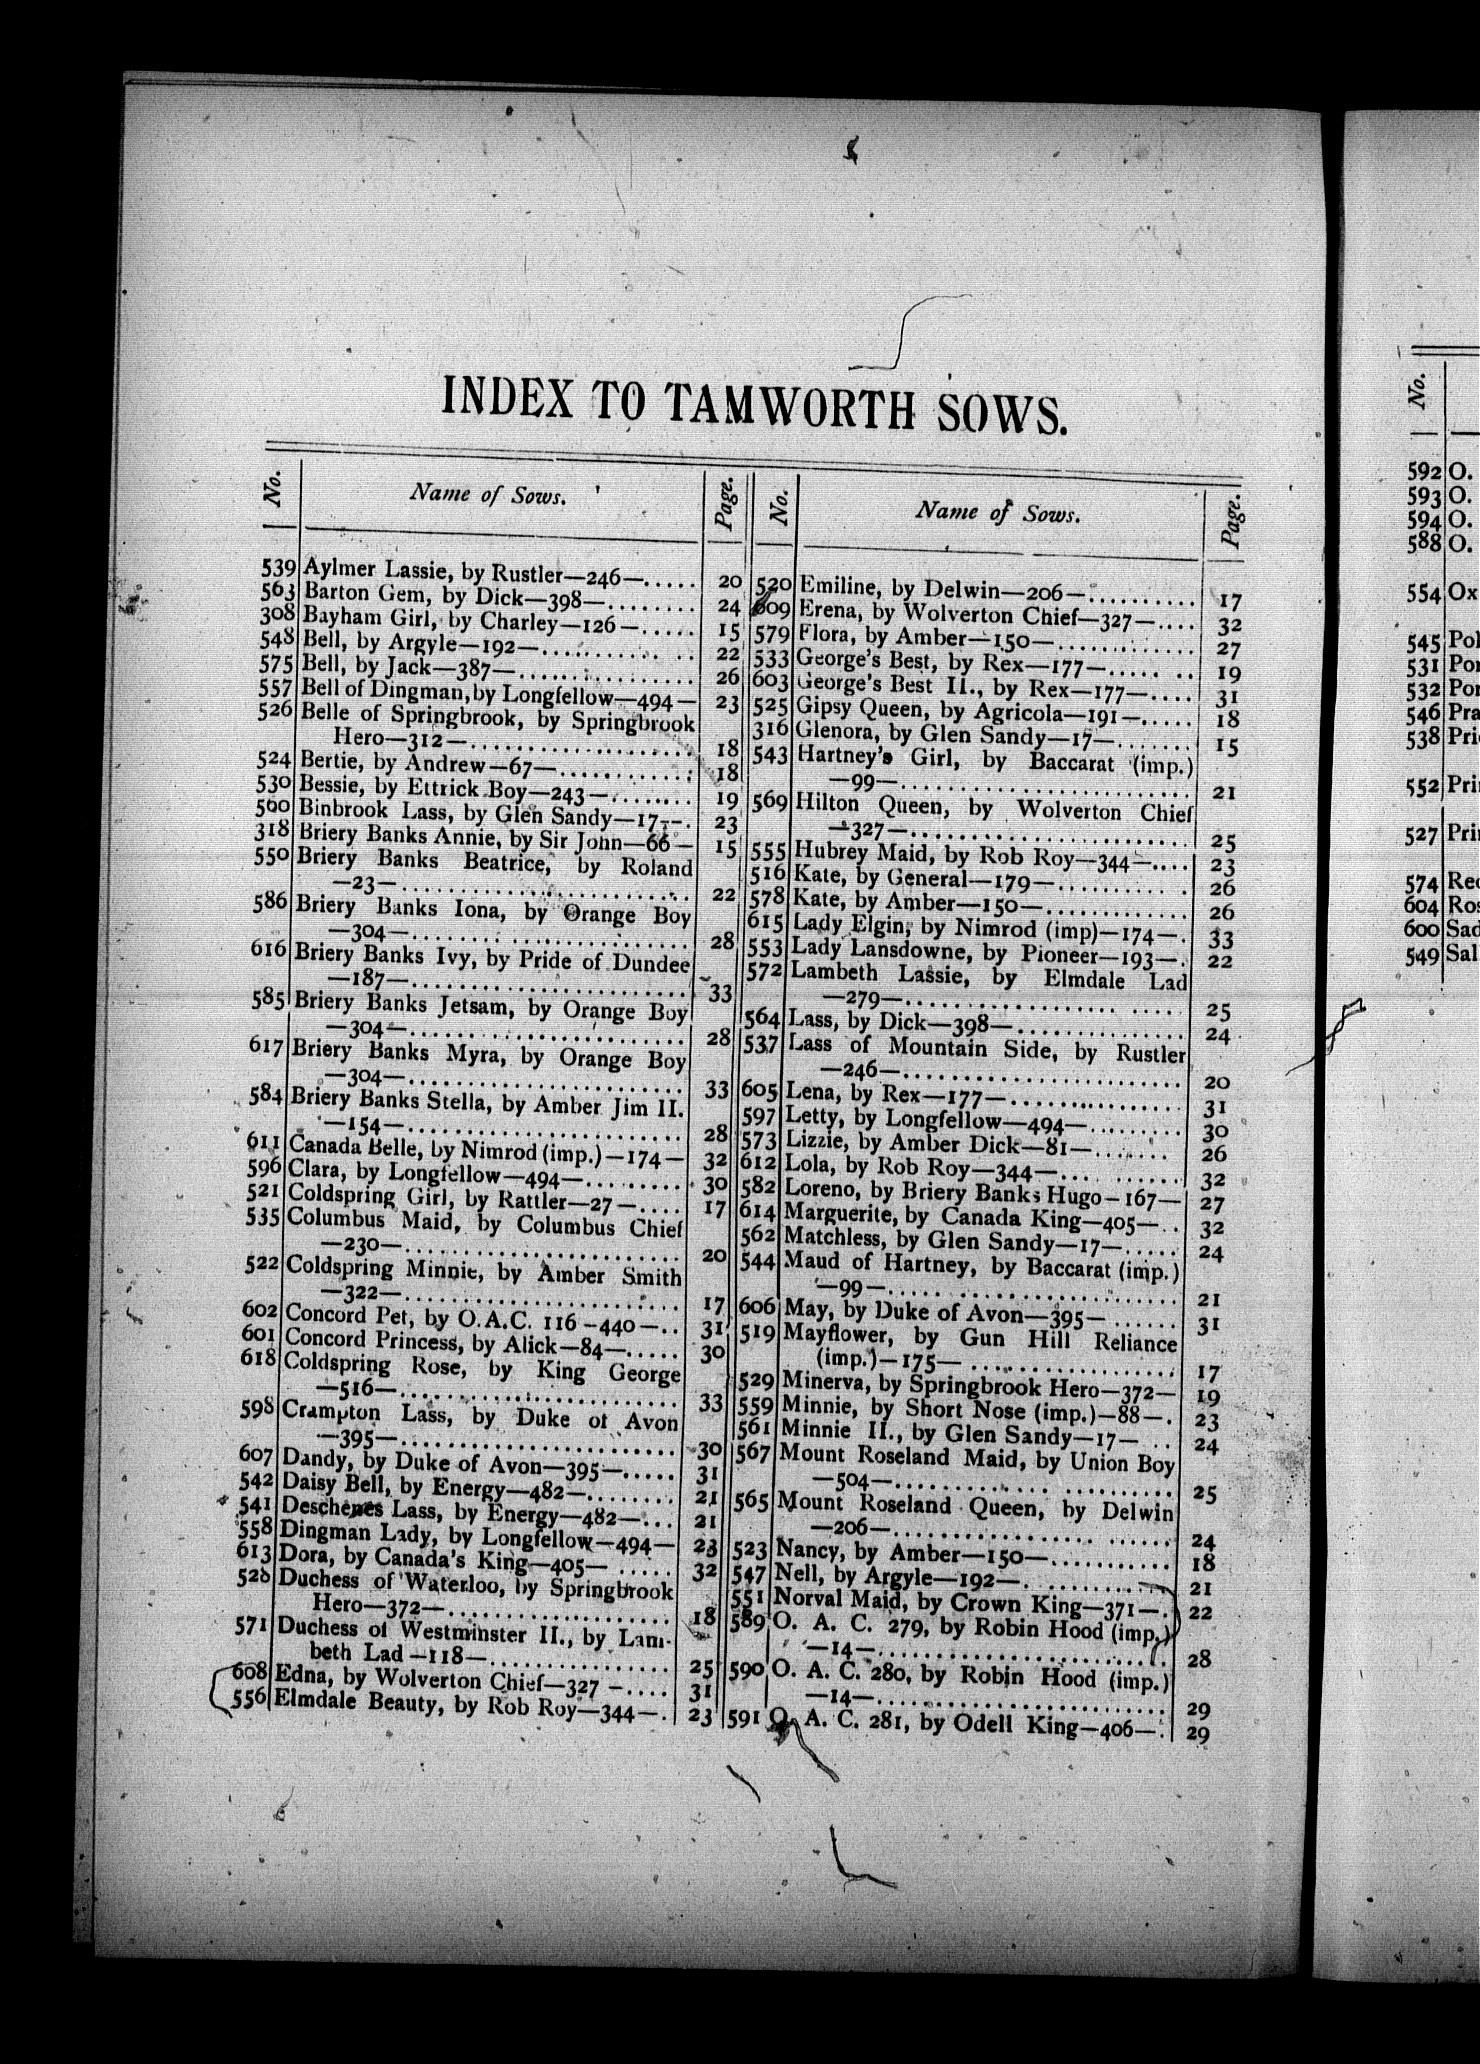 INDEX TO TAMWORTH SOWS.
No. Name of Sows. Page.
539 Aylmer Lassie, by Rustler—246—..... 20
563 Barton Gem, by Dick—398—........ 24
308 Bayham Girl, by Charley—126—..... 15
548 Bell, by Argyle—192—............. 22
575 Bell, by Jack—387—............... 26
557 Bell of Dingman, by Longfellow—494— 23
526 Belle of Springbrook, by Springbrook
Hero—312—.................... 18
524 Bertie, by Andrew—67—............ 18
530 Bessie, by Ettrick Boy—243—........ 19
560 Binbrook Lass, by Glen Sandy—17—. 23
318 Briery Banks Annie, by Sir John—66— 15
550 Briery Banks Beatrice, by Roland
—23—......................... 22
586 Briery Banks Iona, by Orange Boy
—304—........................ 28
616 Briery Banks Ivy, by Pride of Dundee
—187—........................ 33
585 Briery Banks Jetsam, by Orange Boy
—304—........................ 28
617 Briery Banks Myra, by Orange Boy
—304—........................ 33
584 Briery Banks Stella, by Amber Jim II.
—154—........................ 28
611 Canada Belle, by Nimrod (imp.)—174— 32
596 Clara, by Longfellow—494—......... 30
521 Coldspring Girl, by Rattler—27—.... 17
535 Columbus Maid, by Columbus Chief
—230—........................ 20
522 Coldspring Minnie, by Amber Smith
—322—........................ 17
602 Concord Pet, by O.A.C. 116—440—.. 31
601 Concord Princess, by Alick—84—..... 30
618 Coldspring Rose, by King George
—516—........................ 33
598 Crampton Lass, by Duke of Avon
—395—........................ 30
607 Dandy, by Duke of Avon—395—..... 31
542 Daisy Bell, by Energy—482—........ 21
541 Deschenes Lass, by Energy—482—... 21
558 Dingman Lady, by Longfellow—494— 23
613 Dora, by Canada's King—405— ..... 32
528 Duchess of Waterloo, by Springbrook
Hero—372—.................... 18
571 Duchess of Westminster II., by Lam-
beth Lad—118—................ 25
608 Edna, by Wolverton Chief—327—.... 31
556 Elmdale Beauty, by Rob Roy—344—. 23
No. Name of Sows. Page.
520 Emiline, by Delwin—206—.......... 17
609 Erena, by Wolverton Chief—327—.... 32
579 Flora, by Amber—150—............ 27
533 George's Best, by Rex—177—....... 19
603 George's Best II., by Rex—177—.... 31
525 Gipsy Queen, by Agricola—191—..... 18
316 Glenora, by Glen Sandy—17—....... 15
543 Hartney's Girl, by Baccarat (imp.)
—99—......................... 21
569 Hilton Queen, by Wolverton Chief
—327—........................ 25
555 Hubrey Maid, by Rob Roy—344—.... 23
516 Kate, by General—179—........... 26
578 Kate, by Amber—150—............. 26
615 Lady Elgin, by Nimrod (imp)—174—. 33
553 Lady Lansdowne, by Pioneer—193—. 22
572 Lambeth Lassie, by Elmdale Lad
—279—........................ 25
564 Lass, by Dick—398—............... 24
537 Lass of Mountain Side, by Rustler
—246—........................ 20
605 Lena, by Rex—177—............... 31
597 Letty, by Longfellow—494—......... 30
573 Lizzie, by Amber Dick—81—....... 26
612 Lola, by Rob Roy—344—........... 32
582 Loreno, by Briery Banks Hugo—167— 27
614 Marguerite, by Canada King—405—.. 32
562 Matchless, by Glen Sandy—17—..... 24
544 Maud of Hartney, by Baccarat (imp.)
—99—......................... 21
606 May, by Duke of Avon—395—...... 31
519 Mayflower, by Gun Hill Reliance
(imp.)—175— .................. 17
529 Minerva, by Springbrook Hero—372— 19
559 Minnie, by Short Nose (imp.)—88—. 23
561 Minnie II., by Glen Sandy—17— .. 24
567 Mount Roseland Maid, by Union Boy
—504—........................ 25
565 Mount Roseland Queen, by Delwin
—206—........................ 24
523 Nancy, by Amber—150—........... 18
547 Nell, by Argyle—192—............. 21
551 Norval Maid, by Crown King—371—. 22
589 O. A. C. 279, by Robin Hood (imp.)
—14—......................... 28
590 O. A. C. 280, by Robin Hood (imp.)
—14—......................... 29
591 O. A. C. 281, by Odell King—406—. 29
No.
592 O.
593 O.
594 O.
588 O.
554 Ox
545 Pol
531 Por
532 Por
546 Pra
538 Pri
552 Pri
527 Pri
574 Rec
604 Ros
600 Sad
549 Sal